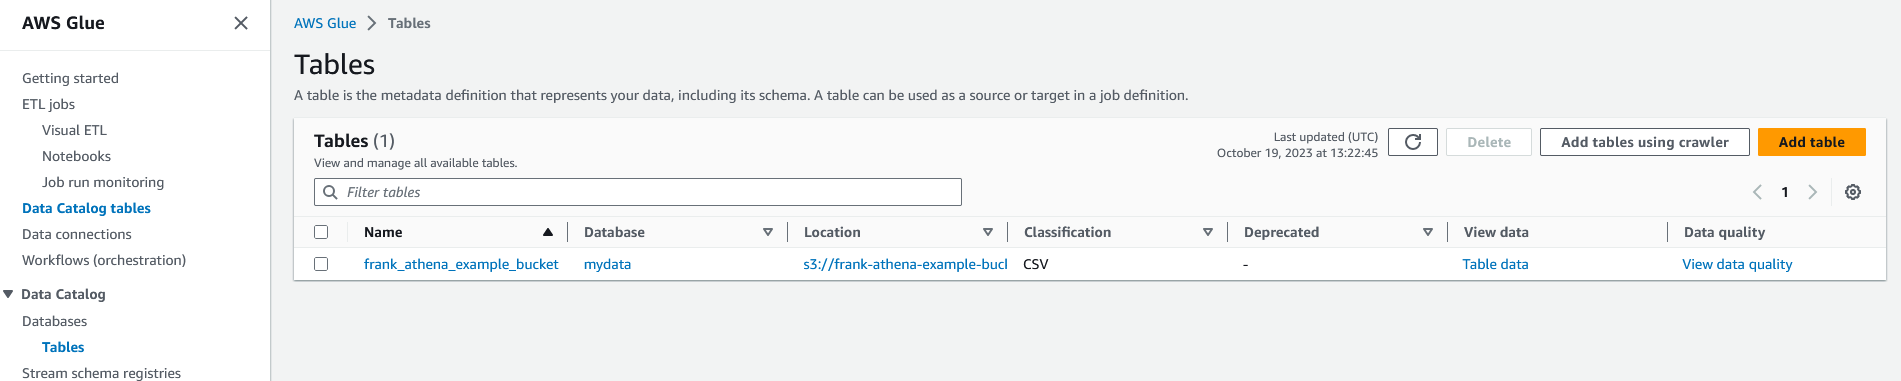 AWS Glue
Getting started
ETL jobs
Visual ETL
Notebooks
Job run monitoring
Data Catalog tables
Data connections
Workflows (orchestration)
Data Catalog
Databases
Tables
Stream schema registries
AWS Glue > Tables
Tables
A table is the metadata definition that represents your data, including its schema. A table can be used as a source or target in a job definition.
Tables (1)
View and manage all available tables.
Last updated (UTC)
October 19, 2023 at 13:22:45
Delete
Add tables using crawler
Add table
Filter tables
1
Name Database Location Classification Deprecated View data Data quality
frank_athena_example_bucket mydata s3://frank-athena-example-bucl CSV - Table data View data quality